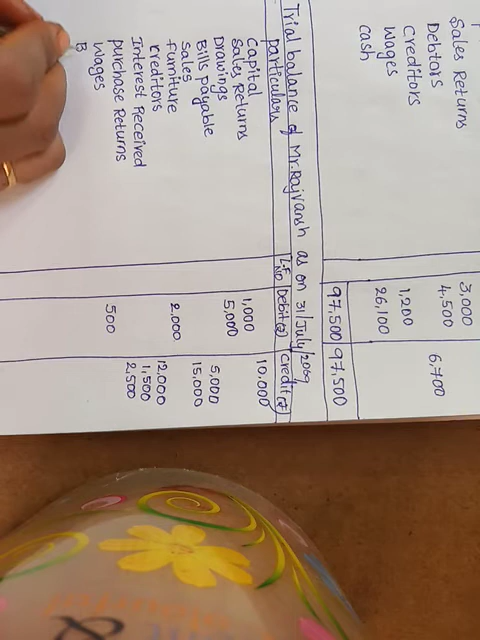 Sales Returns 3,000
Debtors 4,500
Creditors 6,700
Wages 1,200
Cash 26,100
97,500 97,500
Trial balance of Mr. Rajvansh as on 31/July/2009
particulars L.F No Debit(₹) Credit(₹)
Capital 10,000
Sales Returns 1,000
Drawings 5,000
Bills payable 5,000
Sales 15,000
furniture 2,000
creditors 12,000
Interest Received 1,500
purchase Returns 2,500
Wages 500
B
&